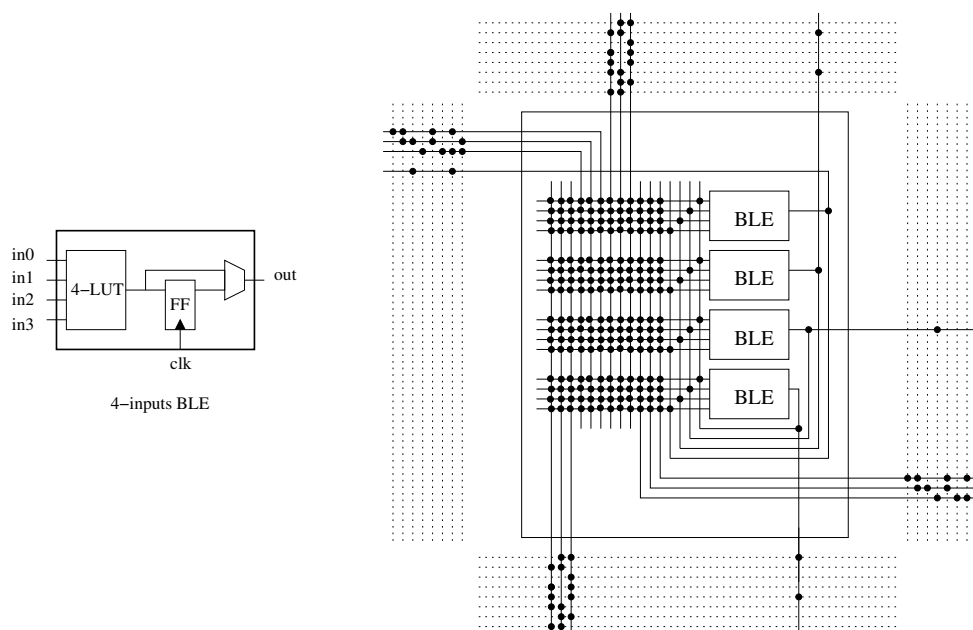 in0
in1
in2
in3
4-LUT
FF
out
clk
4-inputs BLE
BLE
BLE
BLE
BLE